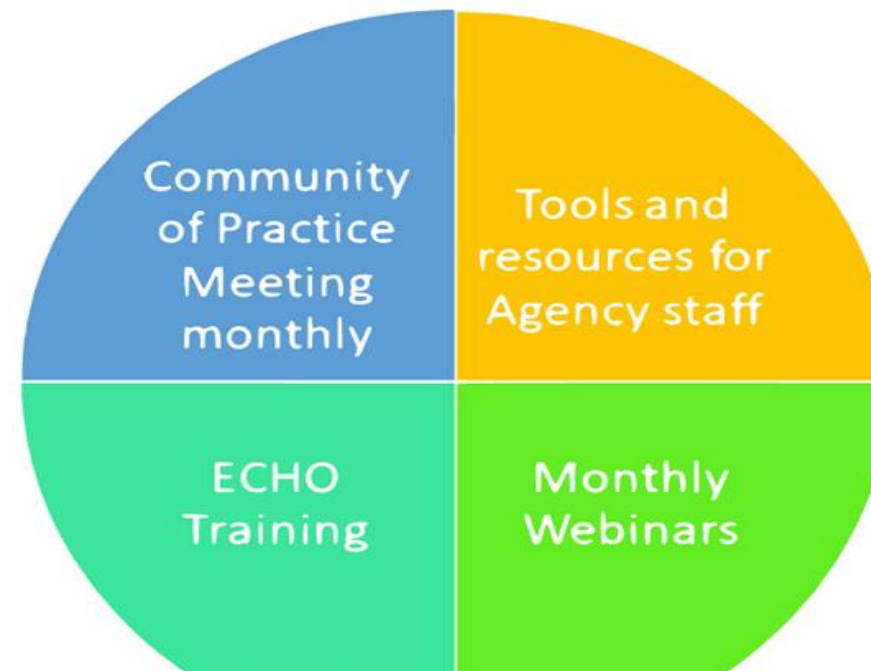 Community
of Practice
Meeting
monthly
Tools and
resources for
Agency staff
ECHO
Training
Monthly
Webinars